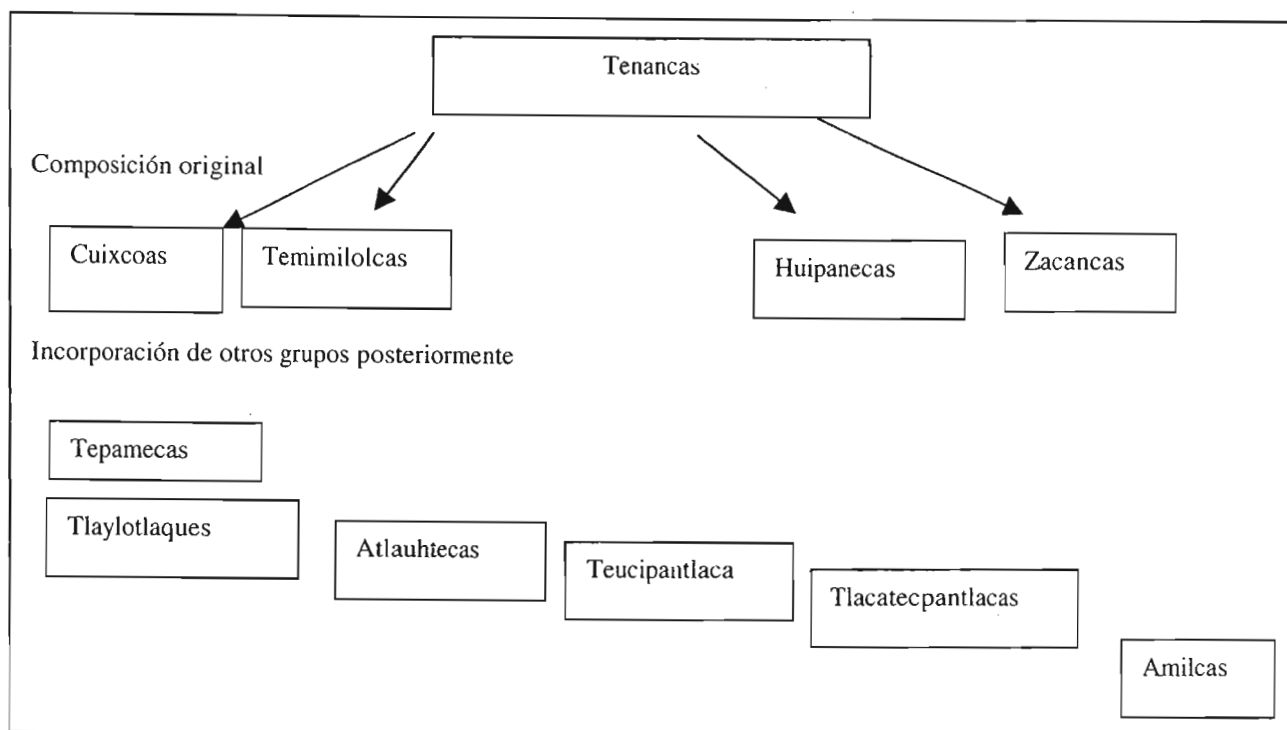 Tenancas
Composición original
Cuixcoas
Temimilolcas
Huipanecas
Zacancas
Incorporación de otros grupos posteriormente
Tepamecas
Tlaylotlaques
Atlauhtecas
Teucipantlaca
Tlacatecpantlacas
Amilcas